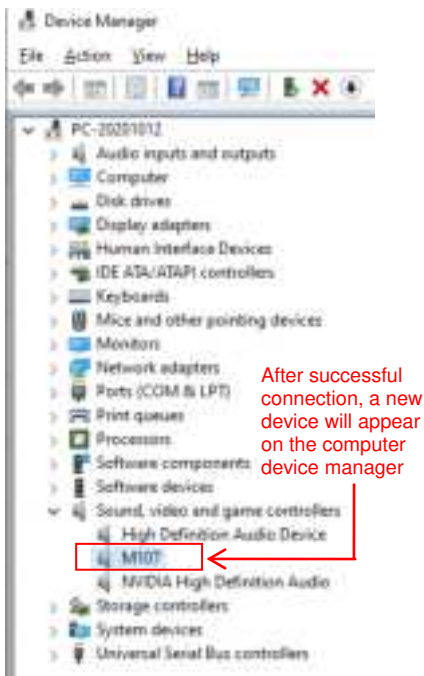 Device Manager
File Action View Help
PC-20201012
Audio inputs and outputs
Computer
Disk drives
Display adapters
Human Interface Devices
IDE ATA/ATAPI controllers
Keyboards
Mice and other pointing devices
Monitors
Network adapters
Ports (COM & LPT)
Print queues
Processors
Software components
Software devices
Sound, video and game controllers
High Definition Audio Device
M107
NVIDIA High Definition Audio
Storage controllers
System devices
Universal Serial Bus controllers
After successful
connection, a new
device will appear
on the computer
device manager